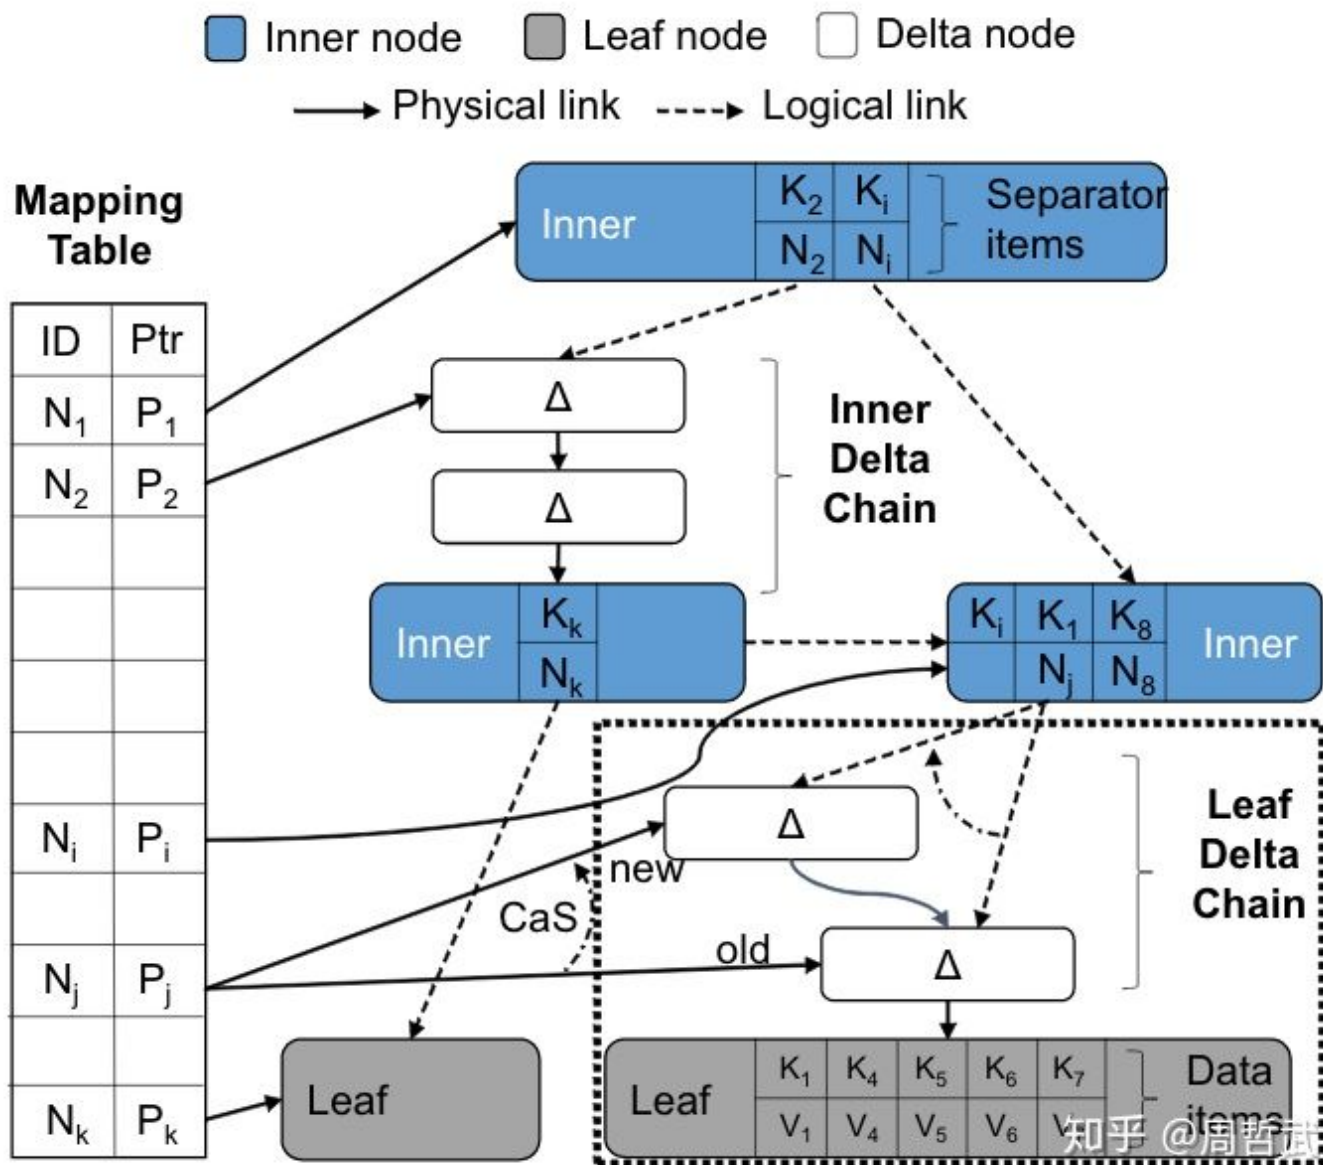 Inner node Leaf node Delta node
Physical link Logical link
Mapping
Table
ID Ptr
N₁ P₁
N₂ P₂
Nᵢ Pᵢ
Nⱼ Pⱼ
Nₖ Pₖ
Inner
K₂ Kᵢ
N₂ Nᵢ
Separator
items
Δ
Δ
Inner
Delta
Chain
Inner
Kₖ
Nₖ
Kᵢ K₁ K₈
Nⱼ N₈
Inner
Δ
new
CaS
old
Δ
Leaf
Delta
Chain
Leaf
Leaf
K₁ K₄ K₅ K₆ K₇
V₁ V₄ V₅ V₆
Data
items
知乎 @周哲武